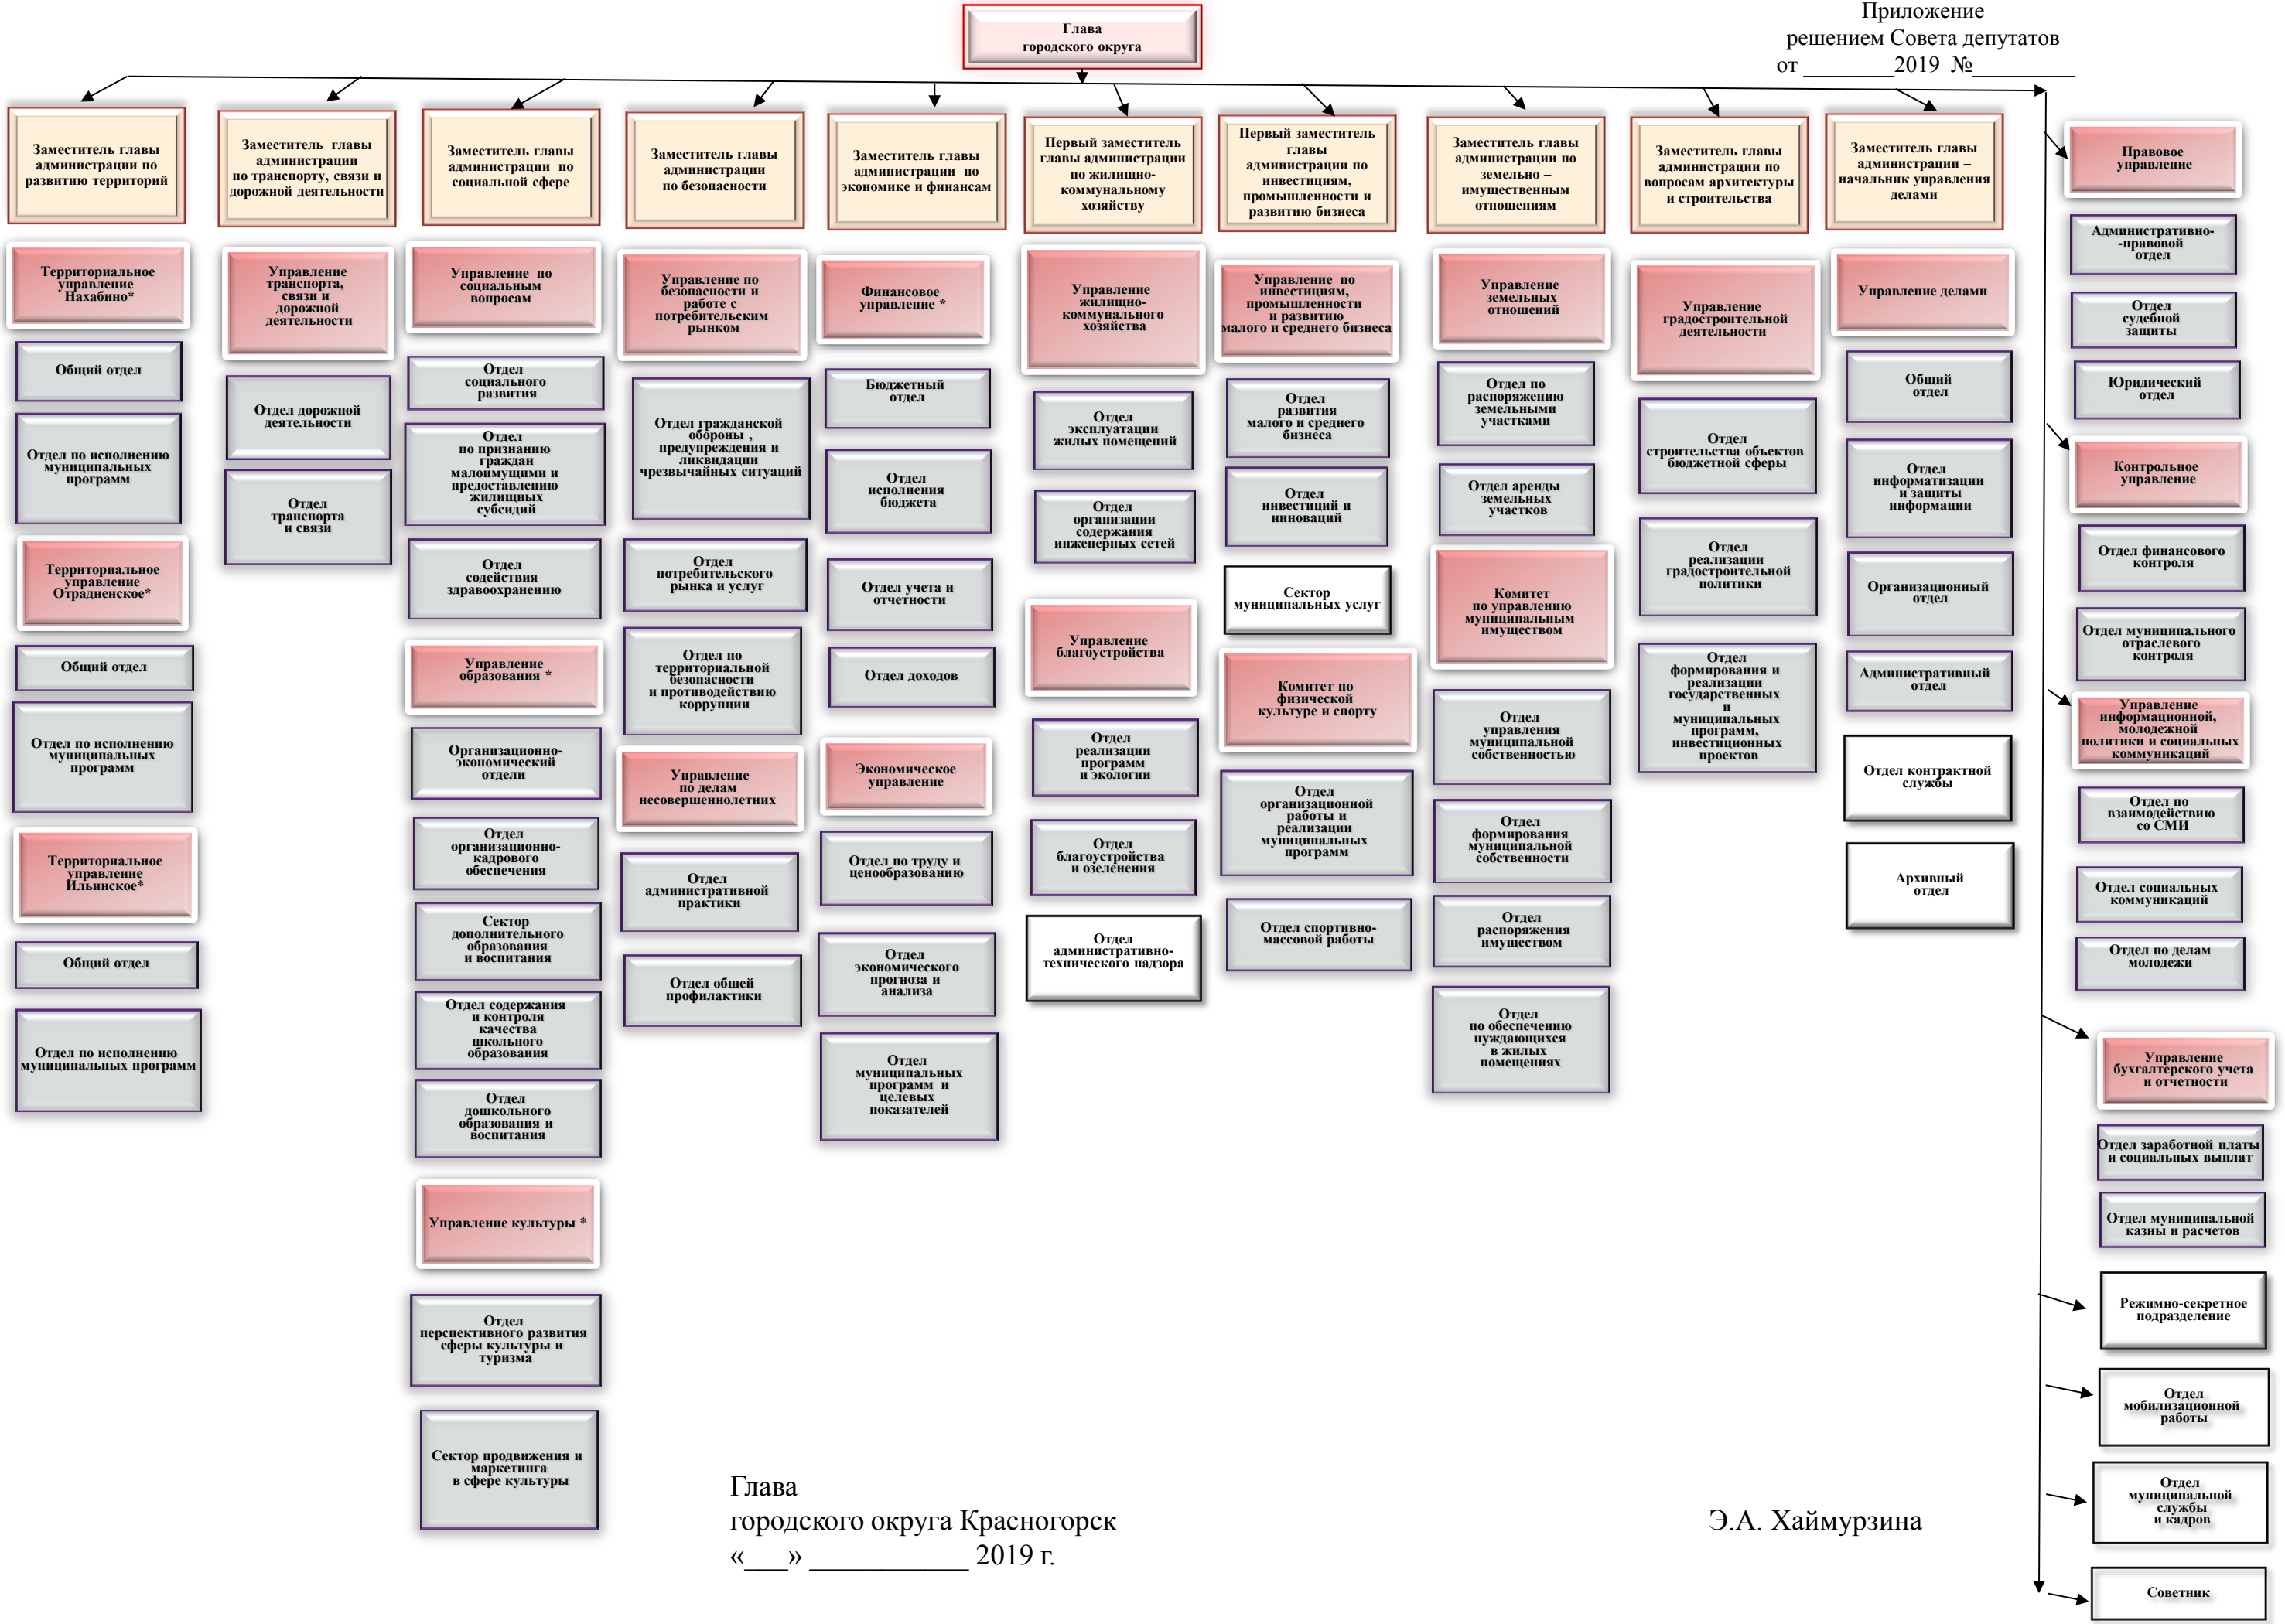 Глава
городского округа
Приложение
решением Совета депутатов
от ________2019 №_________
Заместитель главы
администрации по
развитию территорий
Заместитель главы
администрации
по транспорту, связи и
дорожной деятельности
Заместитель главы
администрации по
социальной сфере
Заместитель главы
администрации
по безопасности
Заместитель главы
администрации по
экономике и финансам
Первый заместитель
главы администрации
по жилищно-
коммунальному
хозяйству
Первый заместитель
главы
администрации по
инвестициям,
промышленности и
развитию бизнеса
Заместитель главы
администрации по
земельно –
имущественным
отношениям
Заместитель главы
администрации по
вопросам архитектуры
и строительства
Заместитель главы
администрации –
начальник управления
делами
Территориальное
управление
Нахабино*
Общий отдел
Отдел по исполнению
муниципальных
программ
Территориальное
управление
Отрадненское*
Общий отдел
Отдел по исполнению
муниципальных
программ
Территориальное
управление
Ильинское*
Общий отдел
Отдел по исполнению
муниципальных программ
Управление
транспорта,
связи и
дорожной
деятельности
Отдел дорожной
деятельности
Отдел
транспорта
и связи
Управление по
социальным
вопросам
Отдел
социального
развития
Отдел
по признанию
граждан
малоимущими и
предоставлению
жилищных
субсидий
Отдел
содействия
здравоохранению
Управление
образования *
Организационно-
экономический
отдели
Отдел
организационно-
кадрового
обеспечения
Сектор
дополнительного
образования
и воспитания
Отдел содержания
и контроля
качества
школьного
образования
Отдел
дошкольного
образования и
воспитания
Управление культуры *
Отдел
перспективного развития
сферы культуры и
туризма
Сектор продвижения и
маркетинга
в сфере культуры
Управление по
безопасности и
работе с
потребительским
рынком
Отдел гражданской
обороны ,
предупреждения и
ликвидации
чрезвычайных ситуаций
Отдел
потребительского
рынка и услуг
Отдел по
территориальной
безопасности
и противодействию
коррупции
Управление
по делам
несовершеннолетних
Отдел
административной
практики
Отдел общей
профилактики
Финансовое
управление *
Бюджетный
отдел
Отдел
исполнения
бюджета
Отдел учета и
отчетности
Отдел доходов
Экономическое
управление
Отдел по труду и
ценообразованию
Отдел
экономического
прогноза и
анализа
Отдел
муниципальных
программ и
целевых
показателей
Управление
жилищно-
коммунального
хозяйства
Отдел
эксплуатации
жилых помещений
Отдел
организации
содержания
инженерных сетей
Управление
благоустройства
Отдел
реализации
программ
и экологии
Отдел
благоустройства
и озеленения
Отдел
административно-
технического надзора
Управление по
инвестициям,
промышленности
и развитию
малого и среднего бизнеса
Отдел
развития
малого и среднего
бизнеса
Отдел
инвестиций и
инноваций
Сектор
муниципальных услуг
Комитет по
физической
культуре и спорту
Отдел
организационной
работы и
реализации
муниципальных
программ
Отдел спортивно-
массовой работы
Управление
земельных
отношений
Отдел по
распоряжению
земельными
участками
Отдел аренды
земельных
участков
Комитет
по управлению
муниципальным
имуществом
Отдел
управления
муниципальной
собственностью
Отдел
формирования
муниципальной
собственности
Отдел
распоряжения
имуществом
Отдел
по обеспечению
нуждающихся
в жилых
помещениях
Управление
градостроительной
деятельности
Отдел
строительства объектов
бюджетной сферы
Отдел
реализации
градостроительной
политики
Отдел
формирования и
реализации
государственных
и
муниципальных
программ,
инвестиционных
проектов
Управление делами
Общий
отдел
Отдел
информатизации
и защиты
информации
Организационный
отдел
Административный
отдел
Отдел контрактной
службы
Архивный
отдел
Правовое
управление
Административно-
-правовой
отдел
Отдел
судебной
защиты
Юридический
отдел
Контрольное
управление
Отдел финансового
контроля
Отдел муниципального
отраслевого
контроля
Управление
информационной,
молодежной
политики и социальных
коммуникаций
Отдел по
взаимодействию
со СМИ
Отдел социальных
коммуникаций
Отдел по делам
молодежи
Управление
бухгалтерского учета
и отчетности
Отдел заработной платы
и социальных выплат
Отдел муниципальной
казны и расчетов
Режимно-секретное
подразделение
Отдел
мобилизационной
работы
Отдел
муниципальной
службы
и кадров
Советник
Глава
городского округа Красногорск
Э.А. Хаймурзина
«___» ___________ 2019 г.